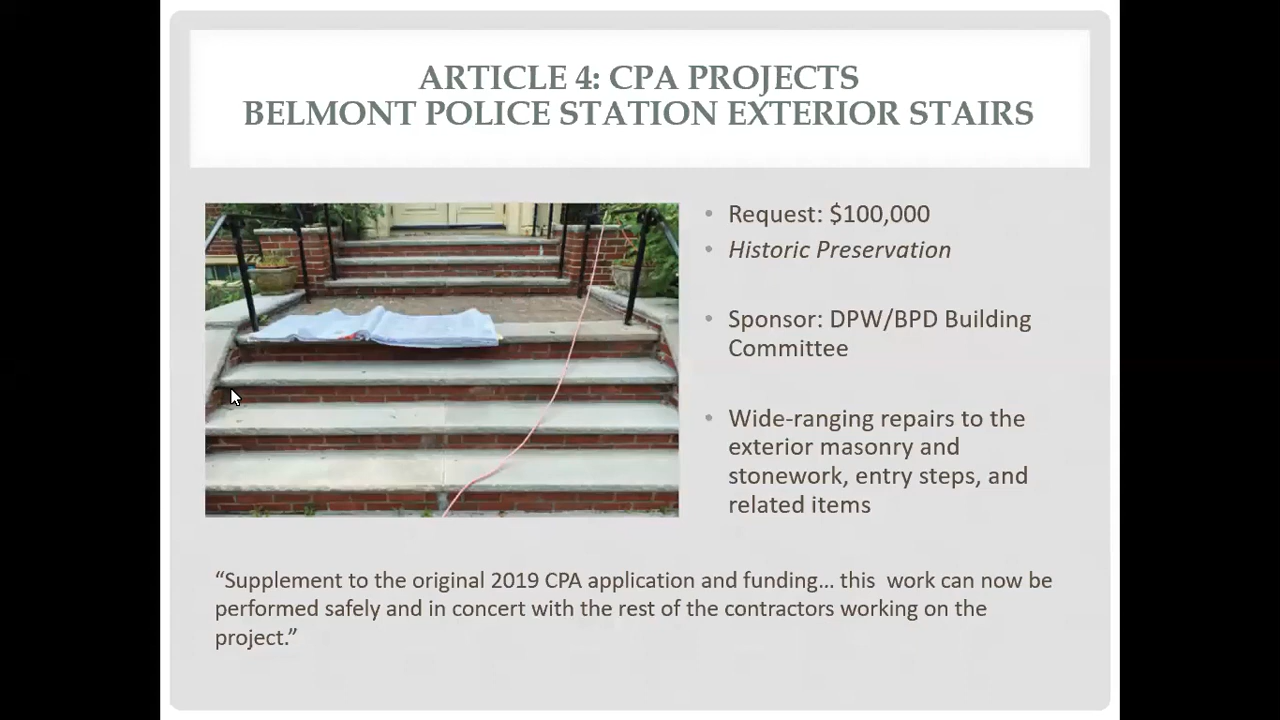 ARTICLE 4: CPA PROJECTS
BELMONT POLICE STATION EXTERIOR STAIRS
• Request: $100,000
• Historic Preservation
• Sponsor: DPW/BPD Building
Committee
• Wide-ranging repairs to the
exterior masonry and
stonework, entry steps, and
related items
“Supplement to the original 2019 CPA application and funding… this  work can now be
performed safely and in concert with the rest of the contractors working on the
project.”